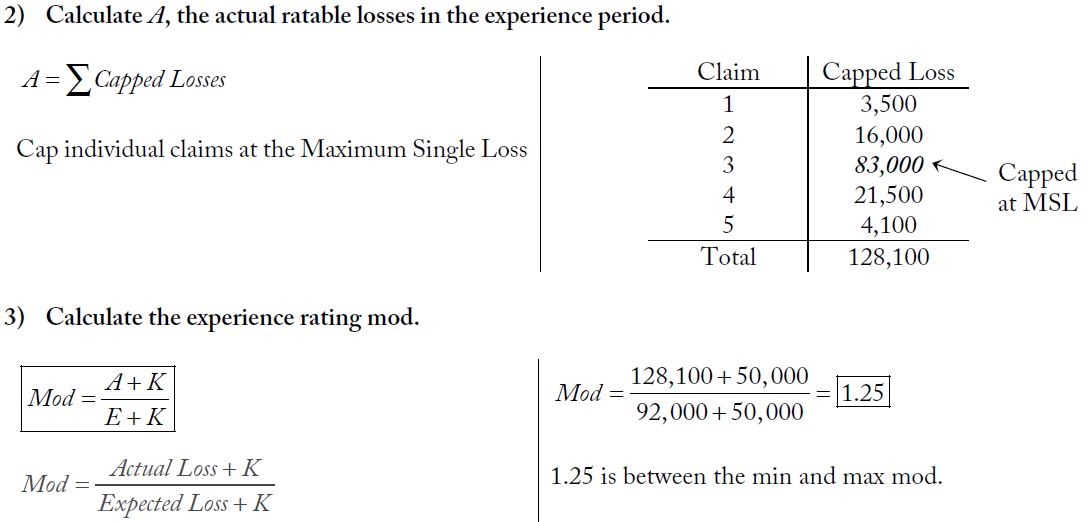 2) Calculate A, the actual ratable losses in the experience period.
A = ∑ Capped Losses
Cap individual claims at the Maximum Single Loss
Claim Capped Loss
1 3,500
2 16,000
3 83,000
4 21,500
5 4,100
Total 128,100
Capped
at MSL
3) Calculate the experience rating mod.
Mod = A + K / E + K
Mod = Actual Loss + K / Expected Loss + K
Mod = 128,100 + 50,000 / 92,000 + 50,000 = 1.25
1.25 is between the min and max mod.